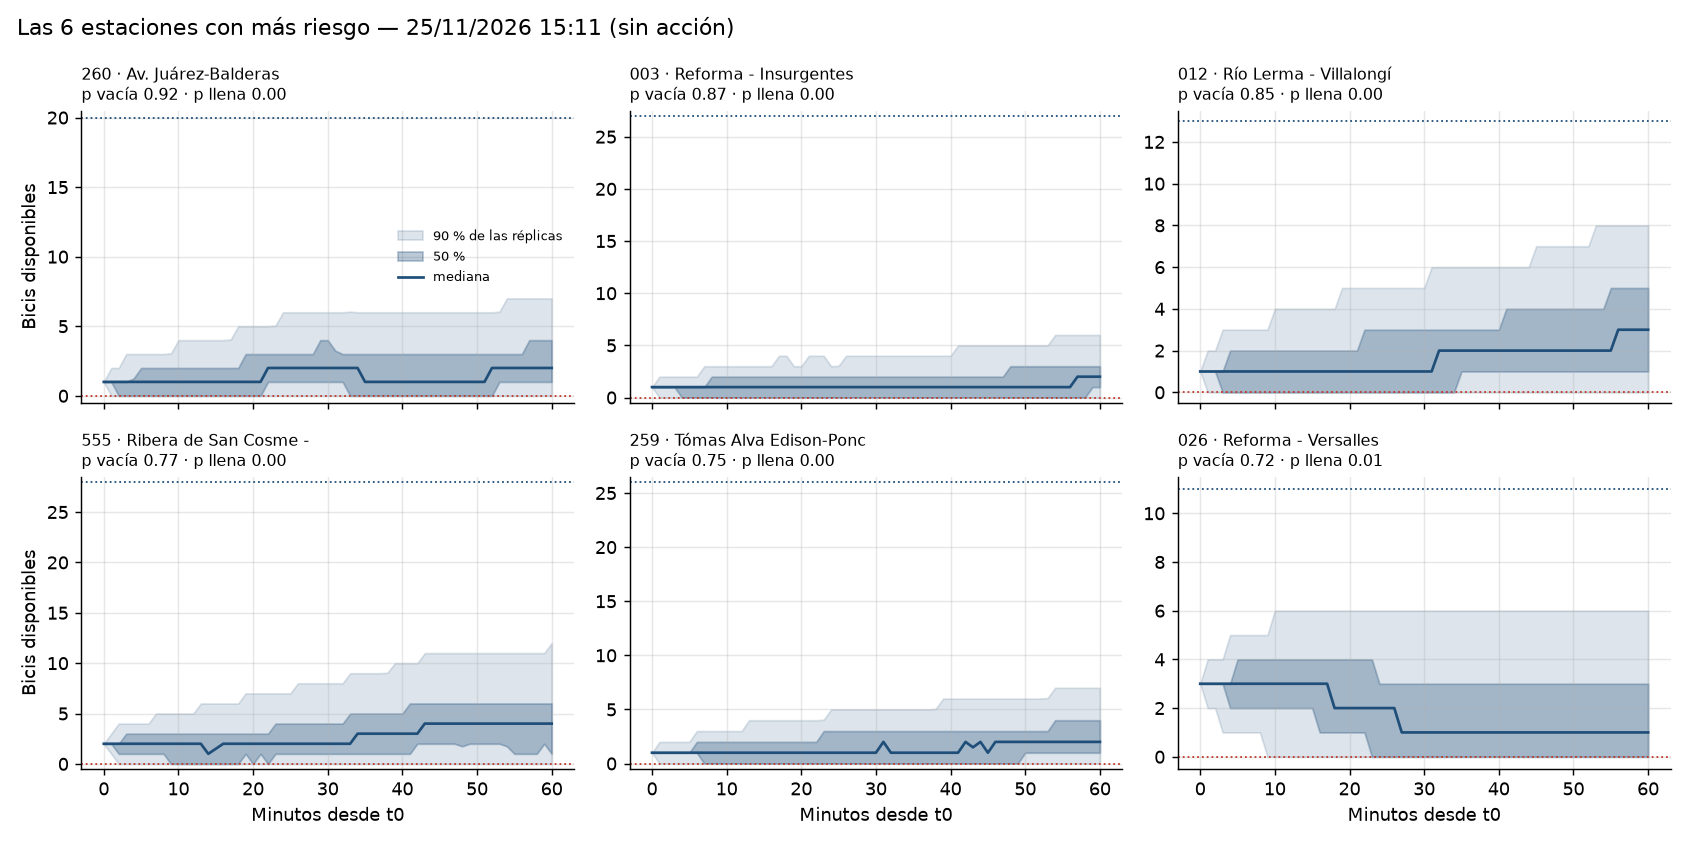 Las 6 estaciones con más riesgo — 25/11/2026 15:11 (sin acción)
260 · Av. Juárez-Balderas
p vacía 0.92 · p llena 0.00
003 · Reforma - Insurgentes
p vacía 0.87 · p llena 0.00
012 · Río Lerma - Villalongí
p vacía 0.85 · p llena 0.00
Bicis disponibles
20
15
10
5
0
90 % de las réplicas
50 %
mediana
25
20
15
10
5
0
12
10
8
6
4
2
0
555 · Ribera de San Cosme -
p vacía 0.77 · p llena 0.00
259 · Tómas Alva Edison-Ponc
p vacía 0.75 · p llena 0.00
026 · Reforma - Versalles
p vacía 0.72 · p llena 0.01
Bicis disponibles
25
20
15
10
5
0
0 10 20 30 40 50 60
Minutos desde t0
25
20
15
10
5
0
0 10 20 30 40 50 60
Minutos desde t0
10
8
6
4
2
0
0 10 20 30 40 50 60
Minutos desde t0